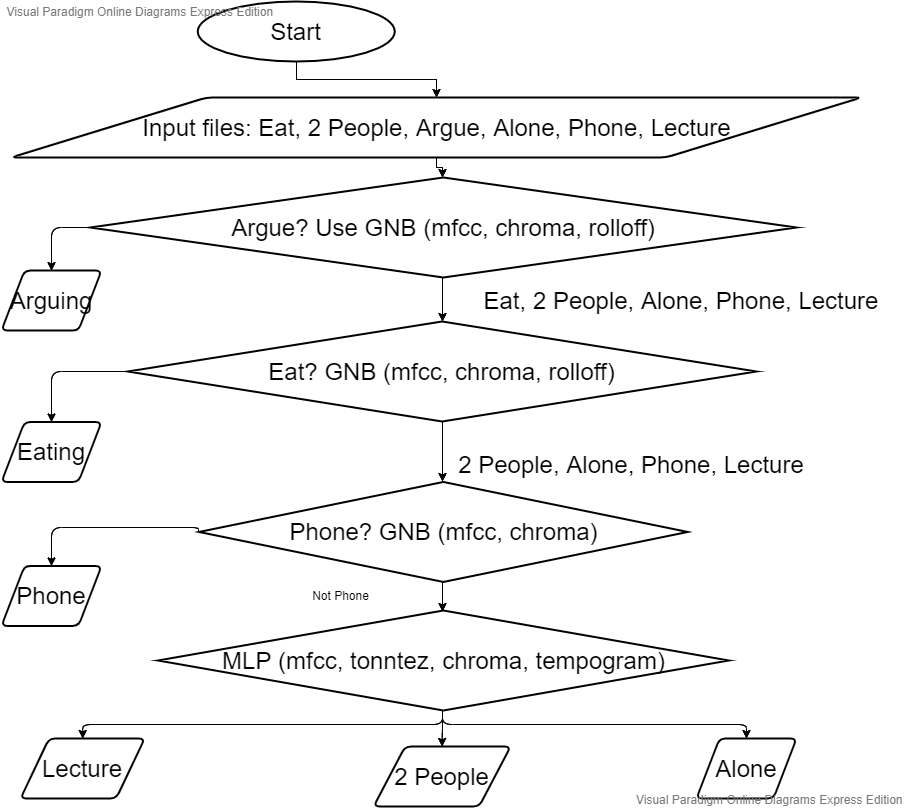 Visual Paradigm Online Diagrams Express Edition
Start
Input files: Eat, 2 People, Argue, Alone, Phone, Lecture
Argue? Use GNB (mfcc, chroma, rolloff)
Arguing
Eat, 2 People, Alone, Phone, Lecture
Eat? GNB (mfcc, chroma, rolloff)
Eating
2 People, Alone, Phone, Lecture
Phone? GNB (mfcc, chroma)
Phone
Not Phone
MLP (mfcc, tonntez, chroma, tempogram)
Lecture
2 People
Alone
Visual Paradigm Online Diagrams Express Edition